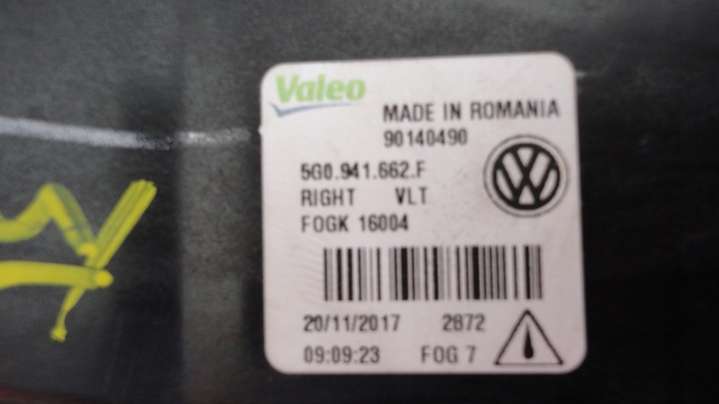 Valeo
MADE IN ROMANIA
90140490
5G0.941.662.F
RIGHT VLT
FOGK 16004
20/11/2017 2872
09:09:23 FOG 7